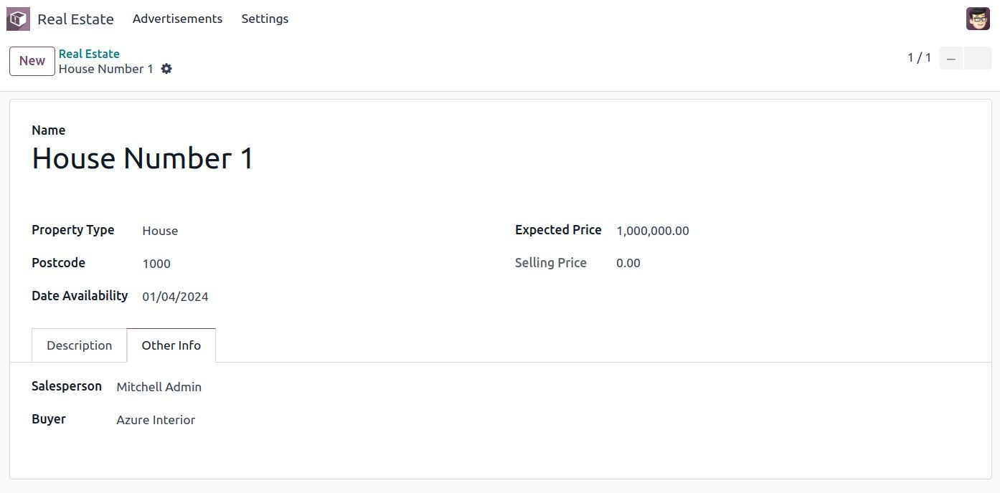 Real Estate Advertisements Settings
New Real Estate
House Number 1
1 / 1
Name
House Number 1
Property Type House Expected Price 1,000,000.00
Postcode 1000 Selling Price 0.00
Date Availability 01/04/2024
Description Other Info
Salesperson Mitchell Admin
Buyer Azure Interior